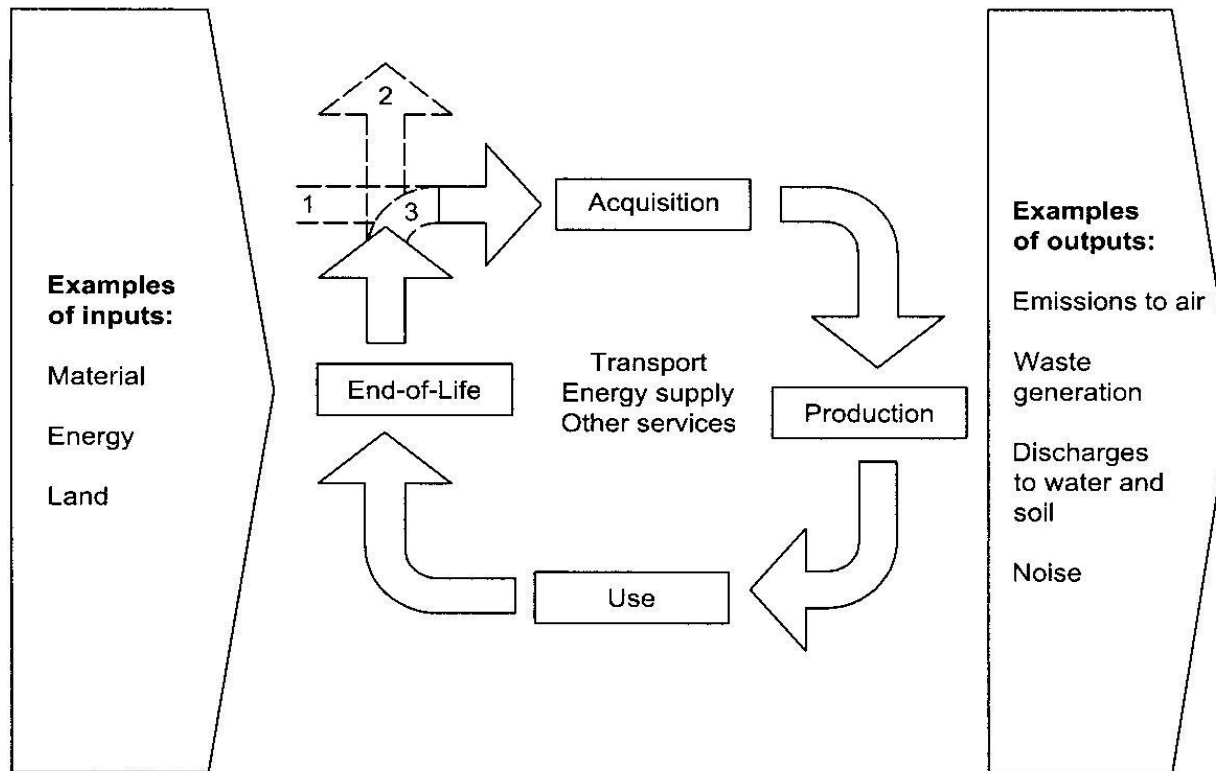 Examples
of inputs:
Material
Energy
Land
2
1
3
Acquisition
Transport
Energy supply
Other services
End-of-Life
Production
Use
Examples
of outputs:
Emissions to air
Waste
generation
Discharges
to water and
soil
Noise